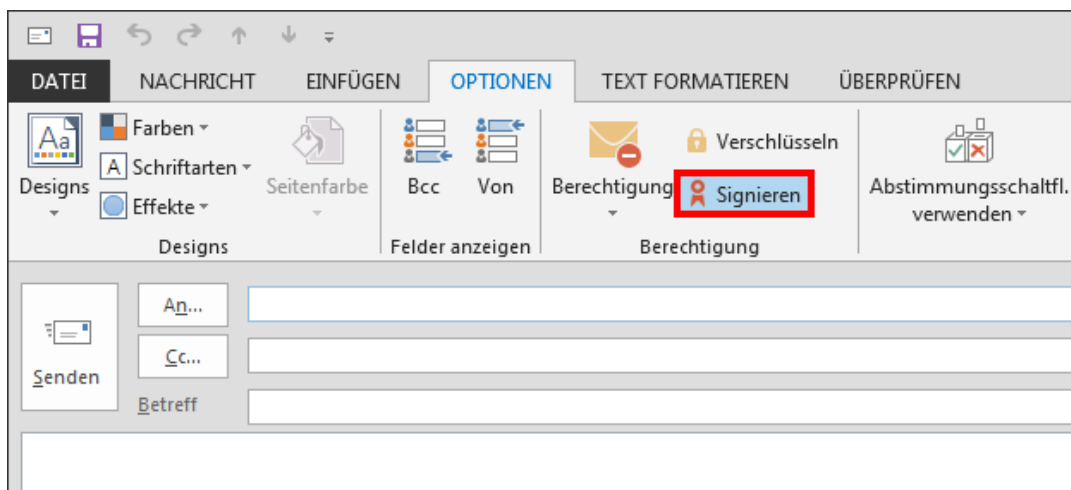 DATEI NACHRICHT EINFÜGEN OPTIONEN TEXT FORMATIEREN ÜBERPRÜFEN
Aa
Designs
Farben
A Schriftarten
Effekte
Seitenfarbe
Designs
Bcc
Von
Felder anzeigen
Berechtigung
Verschlüsseln
Signieren
Berechtigung
Abstimmungsschaltfl.
verwenden
Senden
An...
Cc...
Betreff